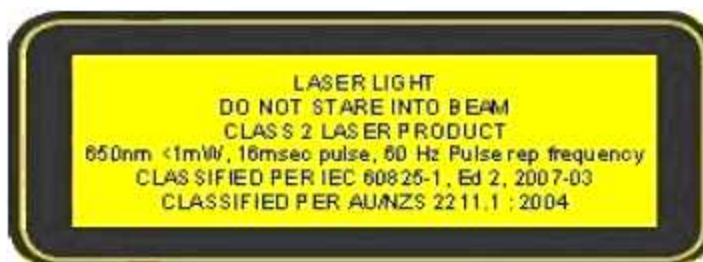 LASER LIGHT
DO NOT STARE INTO BEAM
CLASS 2 LASER PRODUCT
650nm <1mW, 16msec pulse, 60 Hz Pulse rep frequency
CLASSIFIED PER IEC 60825-1, Ed 2, 2007-03
CLASSIFIED PER AU/NZS 2211.1 : 2004